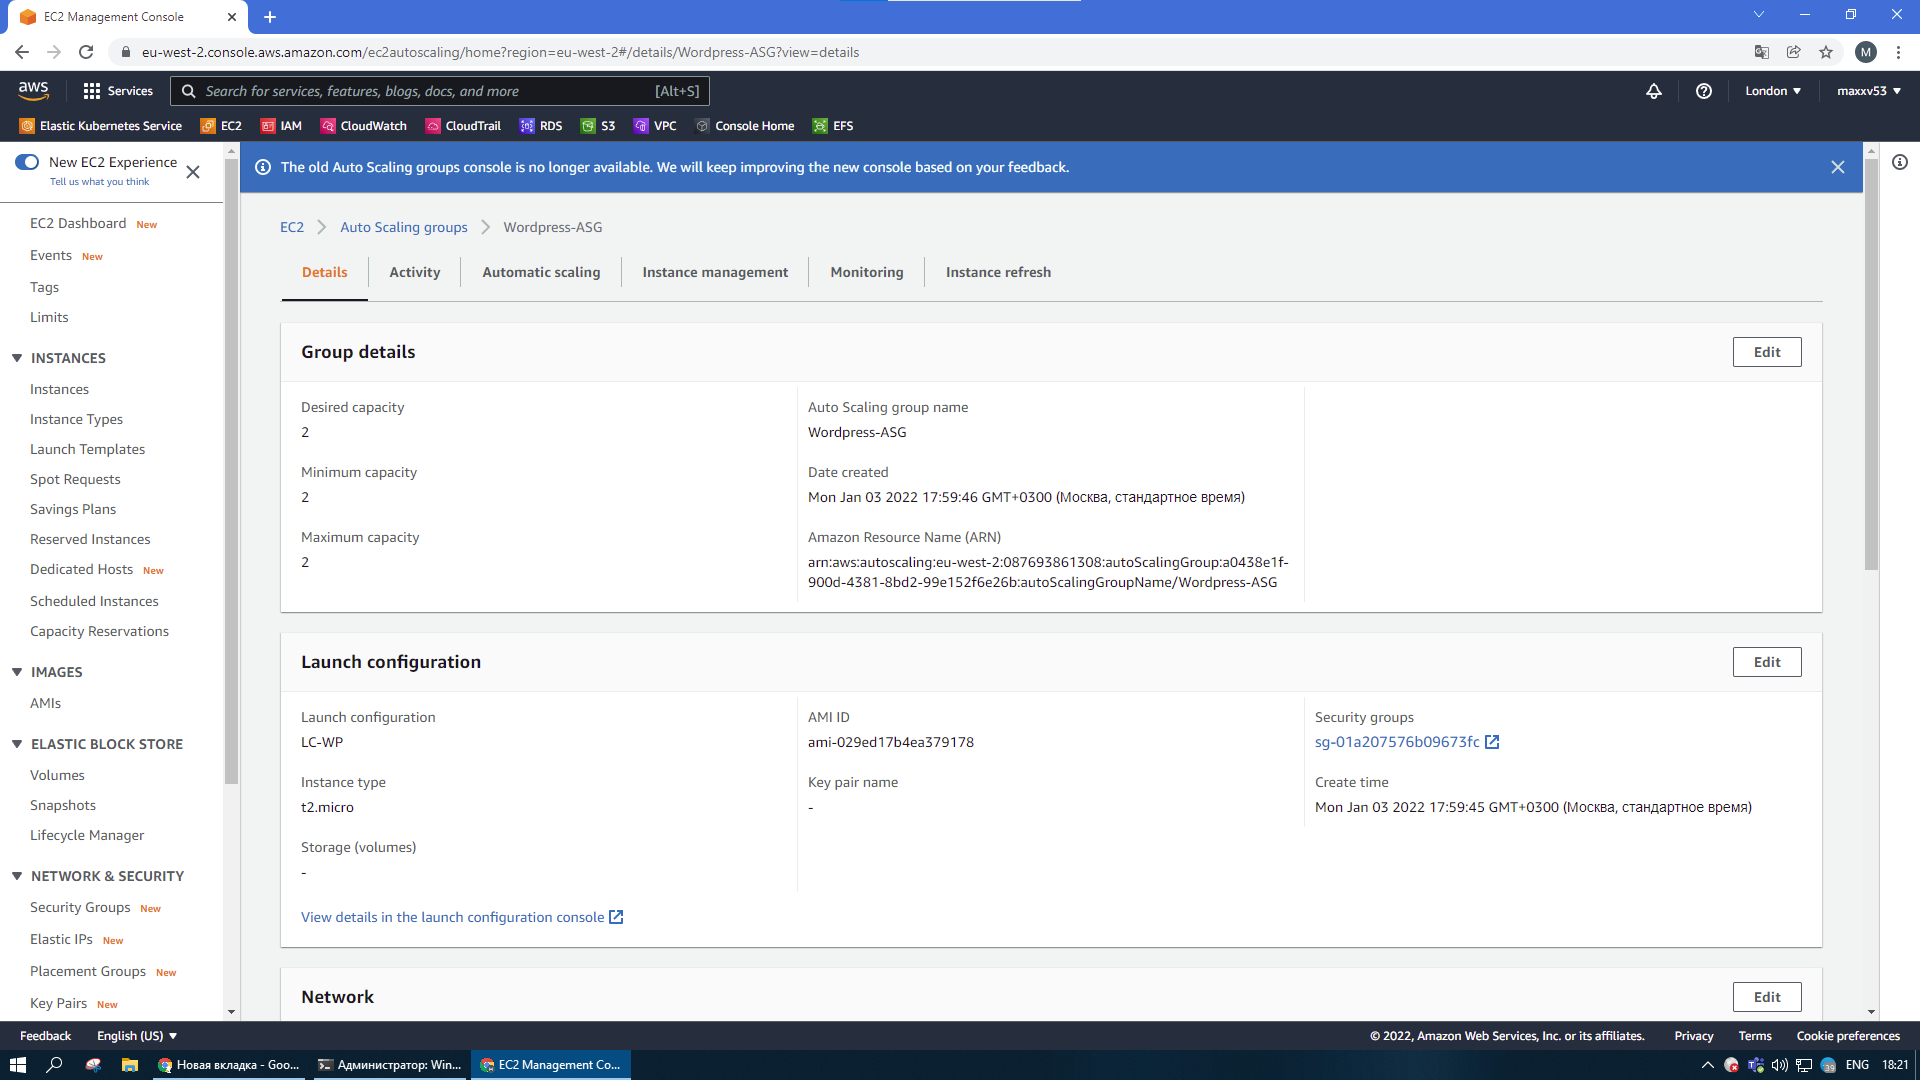 EC2 Management Console
eu-west-2.console.aws.amazon.com/ec2autoscaling/home?region=eu-west-2#/details/Wordpress-ASG?view=details
M
aws
Services
Search for services, features, blogs, docs, and more
[Alt+S]
London
maxxv53
Elastic Kubernetes Service
EC2
IAM
CloudWatch
CloudTrail
RDS
S3
VPC
Console Home
EFS
New EC2 Experience
Tell us what you think
EC2 Dashboard New
Events New
Tags
Limits
INSTANCES
Instances
Instance Types
Launch Templates
Spot Requests
Savings Plans
Reserved Instances
Dedicated Hosts New
Scheduled Instances
Capacity Reservations
IMAGES
AMIs
ELASTIC BLOCK STORE
Volumes
Snapshots
Lifecycle Manager
NETWORK & SECURITY
Security Groups New
Elastic IPs New
Placement Groups New
Key Pairs New
The old Auto Scaling groups console is no longer available. We will keep improving the new console based on your feedback.
EC2
Auto Scaling groups
Wordpress-ASG
Details
Activity
Automatic scaling
Instance management
Monitoring
Instance refresh
Group details
Edit
Desired capacity
2
Minimum capacity
2
Maximum capacity
2
Auto Scaling group name
Wordpress-ASG
Date created
Mon Jan 03 2022 17:59:46 GMT+0300 (Москва, стандартное время)
Amazon Resource Name (ARN)
arn:aws:autoscaling:eu-west-2:087693861308:autoScalingGroup:a0438e1f-
900d-4381-8bd2-99e152f6e26b:autoScalingGroupName/Wordpress-ASG
Launch configuration
Edit
Launch configuration
LC-WP
Instance type
t2.micro
Storage (volumes)
-
View details in the launch configuration console
AMI ID
ami-029ed17b4ea379178
Key pair name
-
Security groups
sg-01a207576b09673fc
Create time
Mon Jan 03 2022 17:59:45 GMT+0300 (Москва, стандартное время)
Network
Edit
Feedback
English (US)
© 2022, Amazon Web Services, Inc. or its affiliates.
Privacy
Terms
Cookie preferences
Новая вкладка - Goo...
Администратор: Win...
EC2 Management Co...
39
ENG
18:21